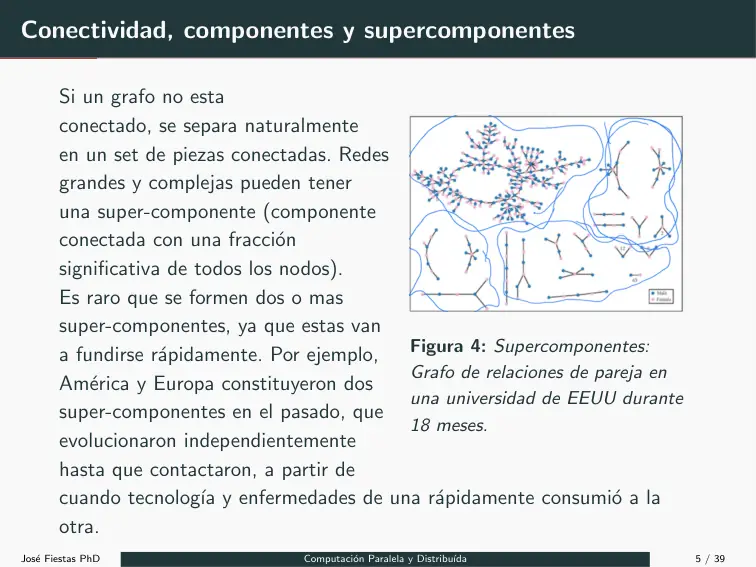 Conectividad, componentes y supercomponentes
Si un grafo no esta
conectado, se separa naturalmente
en un set de piezas conectadas. Redes
grandes y complejas pueden tener
una super-componente (componente
conectada con una fracción
significativa de todos los nodos).
Es raro que se formen dos o mas
super-componentes, ya que estas van
a fundirse rápidamente. Por ejemplo,
América y Europa constituyeron dos
super-componentes en el pasado, que
evolucionaron independientemente
hasta que contactaron, a partir de
cuando tecnología y enfermedades de una rápidamente consumió a la
otra.
12
63
Male
Female
Figura 4: Supercomponentes:
Grafo de relaciones de pareja en
una universidad de EEUU durante
18 meses.
José Fiestas PhD
Computación Paralela y Distribuída
5 / 39